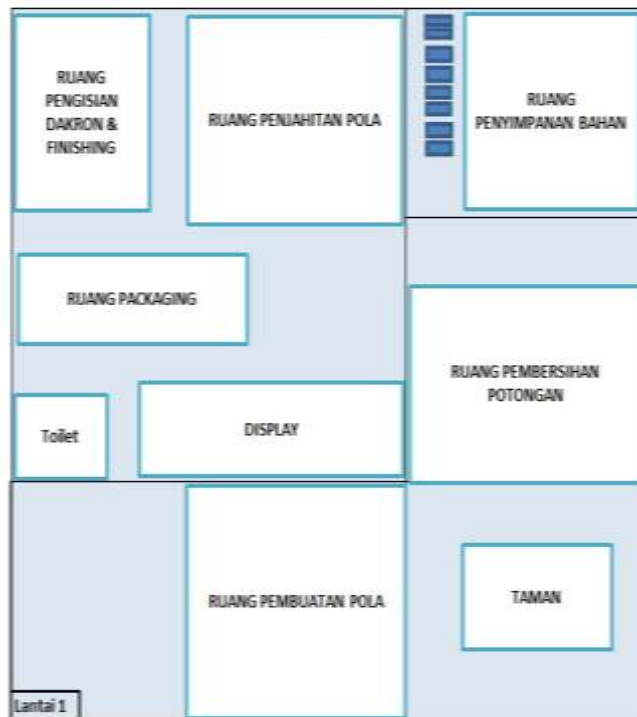 RUANG
PENGISIAN
DAKRON &
FINISHING
RUANG PENJAHITAN POLA
RUANG
PENYIMPANAN BAHAN
RUANG PACKAGING
RUANG PEMBERSIHAN
POTONGAN
Toilet
DISPLAY
RUANG PEMBUATAN POLA
TAMAN
Lantai 1